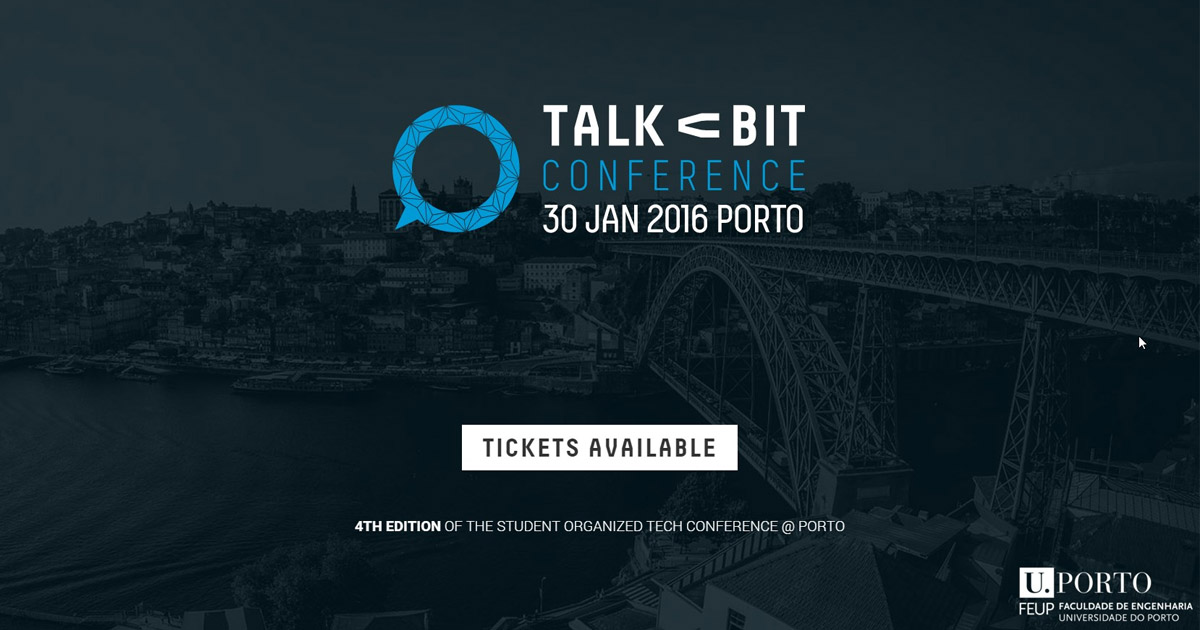 TALK A BIT
CONFERENCE
30 JAN 2016 PORTO
TICKETS AVAILABLE
4TH EDITION OF THE STUDENT ORGANIZED TECH CONFERENCE @ PORTO
U. PORTO
FEUP FACULDADE DE ENGENHARIA
UNIVERSIDADE DO PORTO